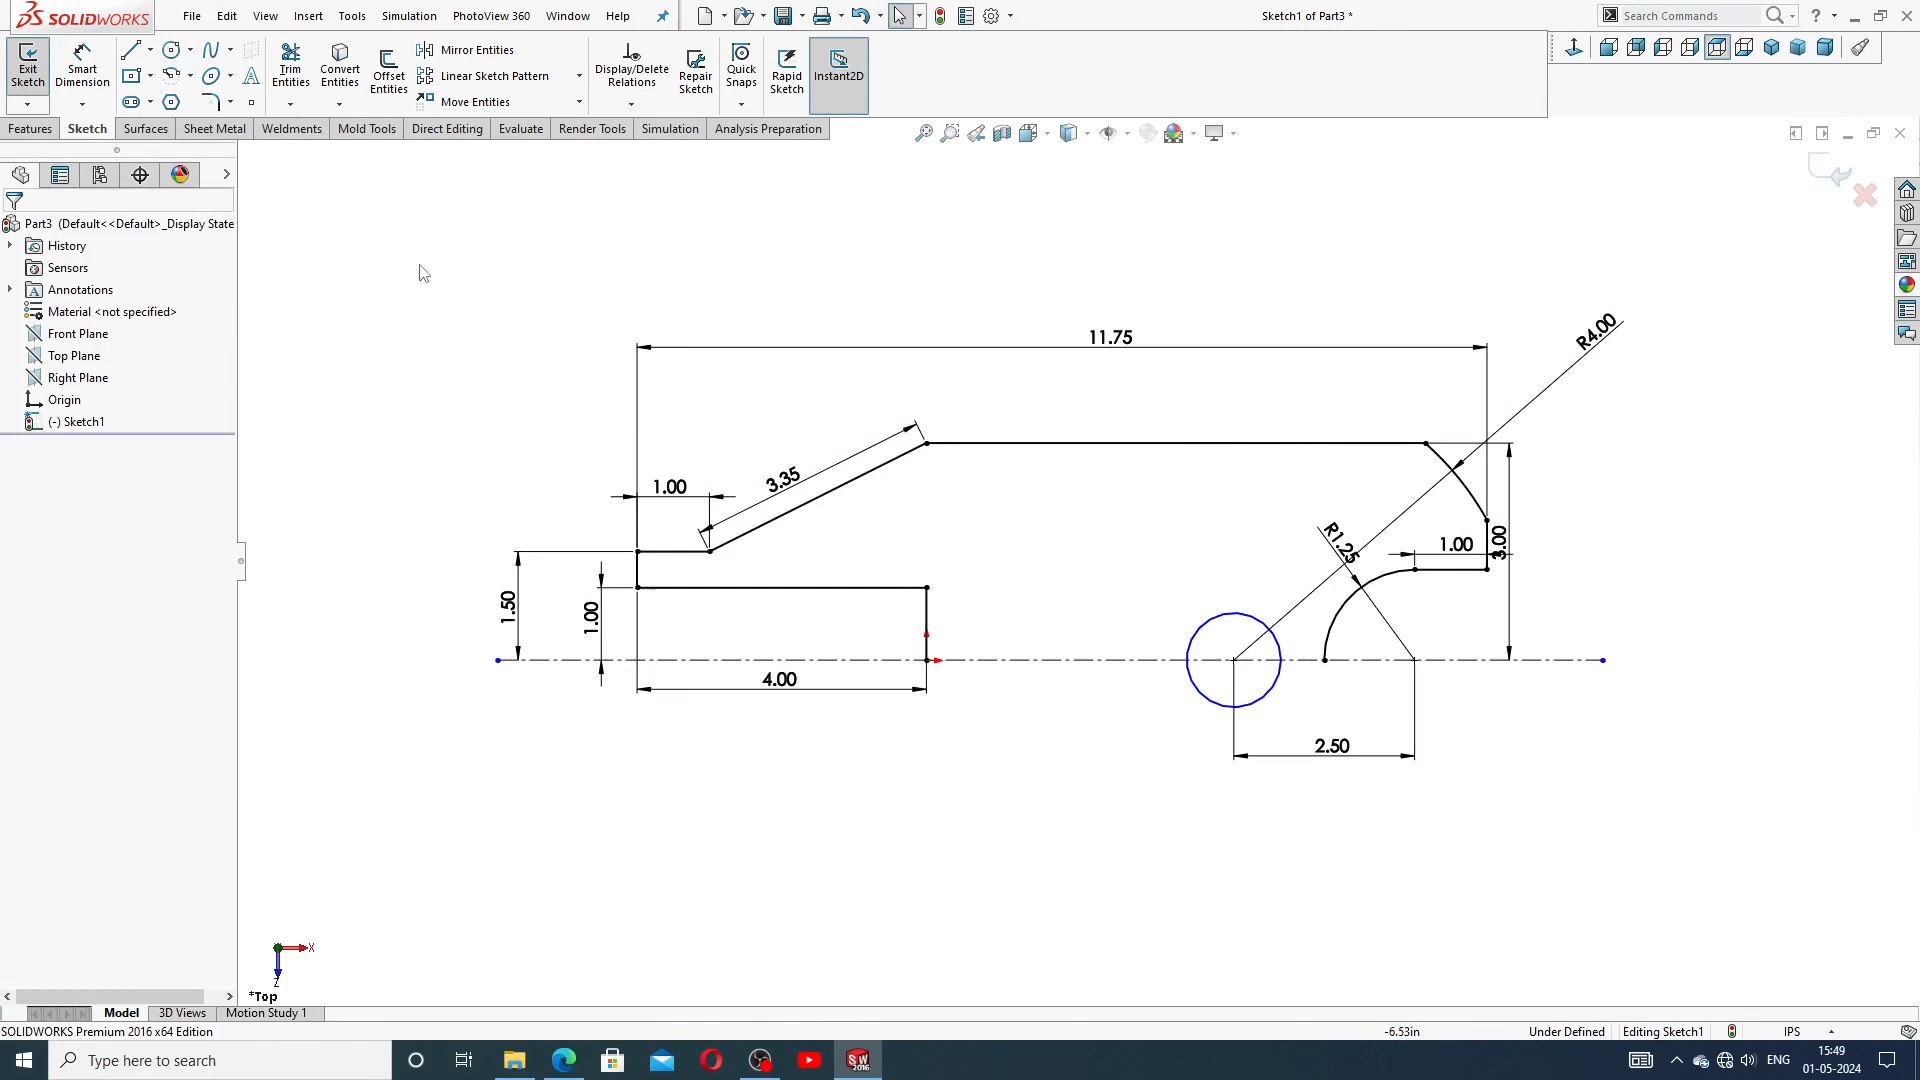 SOLIDWORKS
File Edit View Insert Tools Simulation PhotoView 360 Window Help
Sketch1 of Part3 *
Search Commands
Exit Sketch
Smart Dimension
Trim Entities
Convert Entities
Offset Entities
Mirror Entities
Linear Sketch Pattern
Move Entities
Display/Delete Relations
Repair Sketch
Quick Snaps
Rapid Sketch
Instant2D
Features Sketch Surfaces Sheet Metal Weldments Mold Tools Direct Editing Evaluate Render Tools Simulation Analysis Preparation
Part3 (Default<<Default>_Display State
History
Sensors
Annotations
Material <not specified>
Front Plane
Top Plane
Right Plane
Origin
(-) Sketch1
11.75
R4.00
3.35
1.00
R1.25
1.00
3.00
1.50
1.00
4.00
2.50
X
Z
*Top
Model 3D Views Motion Study 1
SOLIDWORKS Premium 2016 x64 Edition
-6.53in
Under Defined
Editing Sketch1
IPS
Type here to search
SW
2016
ENG
15:49
01-05-2024